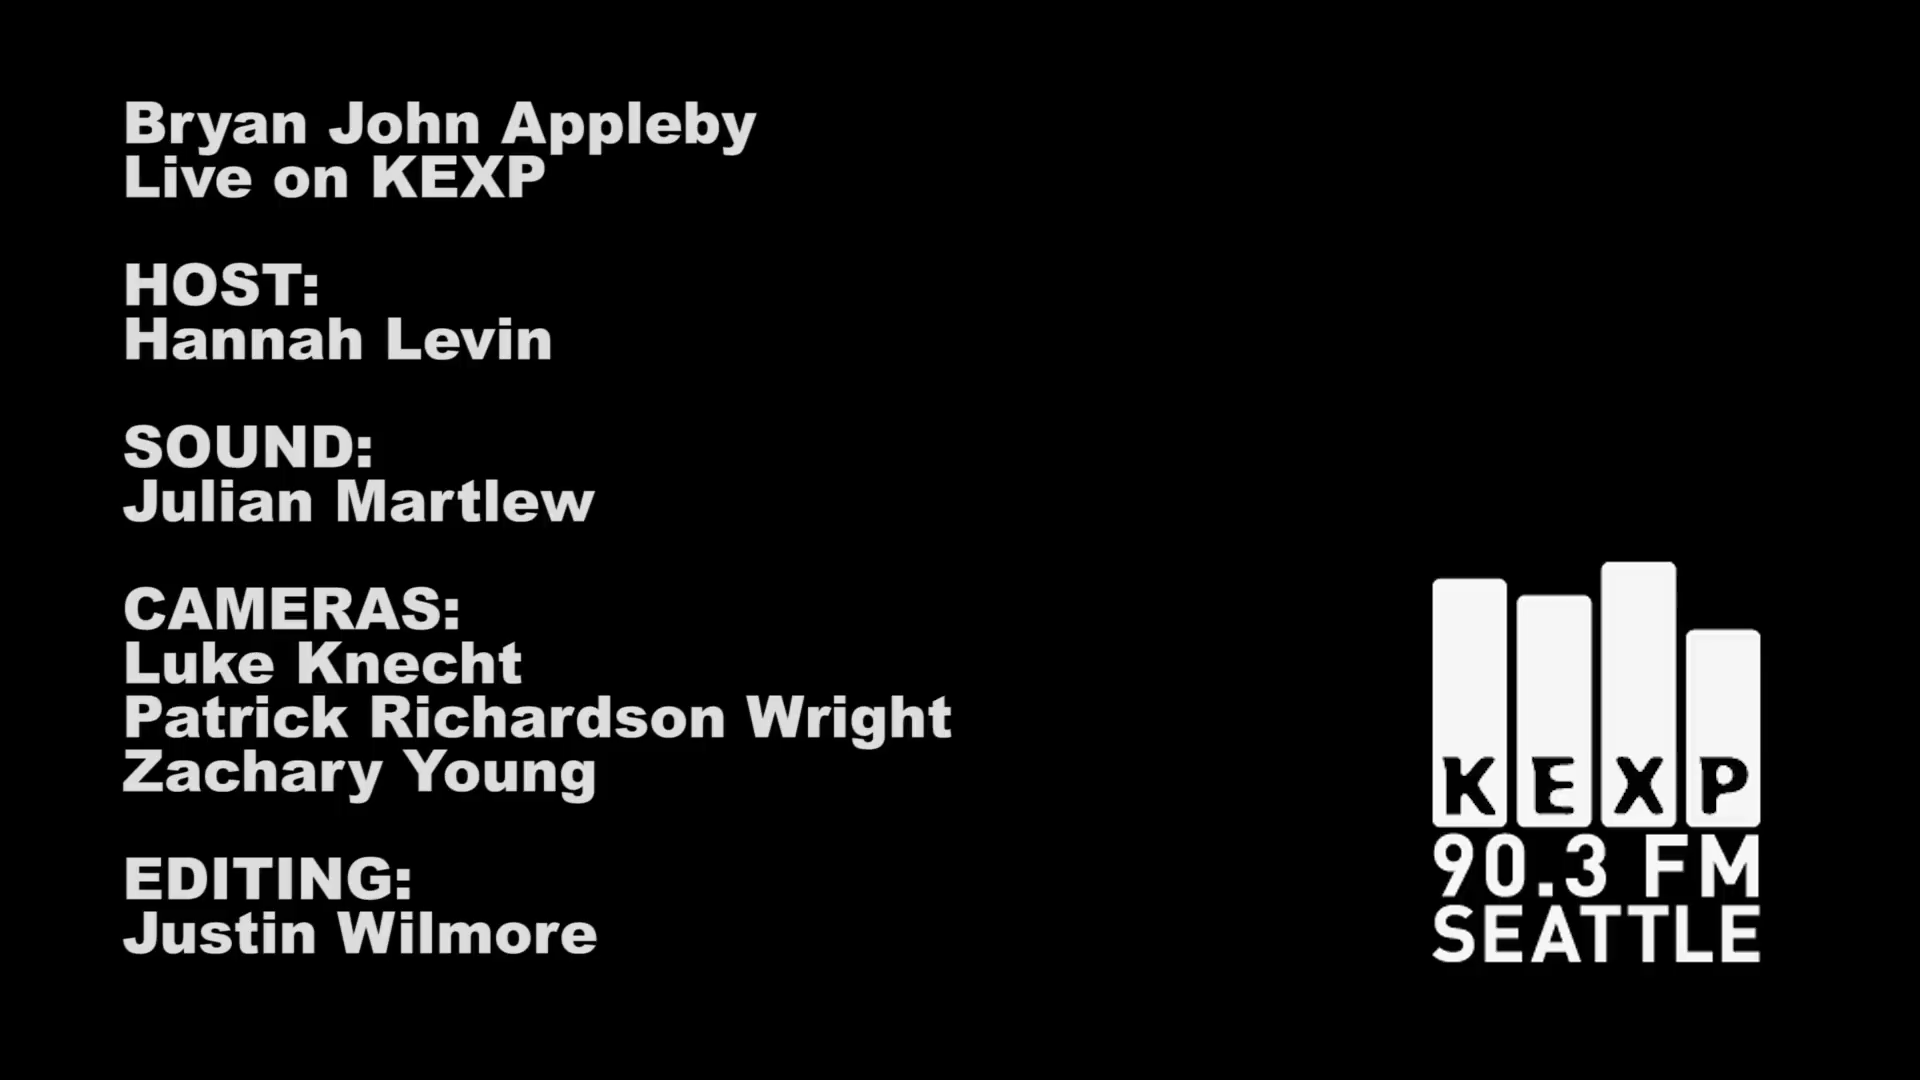 Bryan John Appleby
Live on KEXP
HOST:
Hannah Levin
SOUND:
Julian Martlew
CAMERAS:
Luke Knecht
Patrick Richardson Wright
Zachary Young
EDITING:
Justin Wilmore
KEXP
90.3 FM
SEATTLE